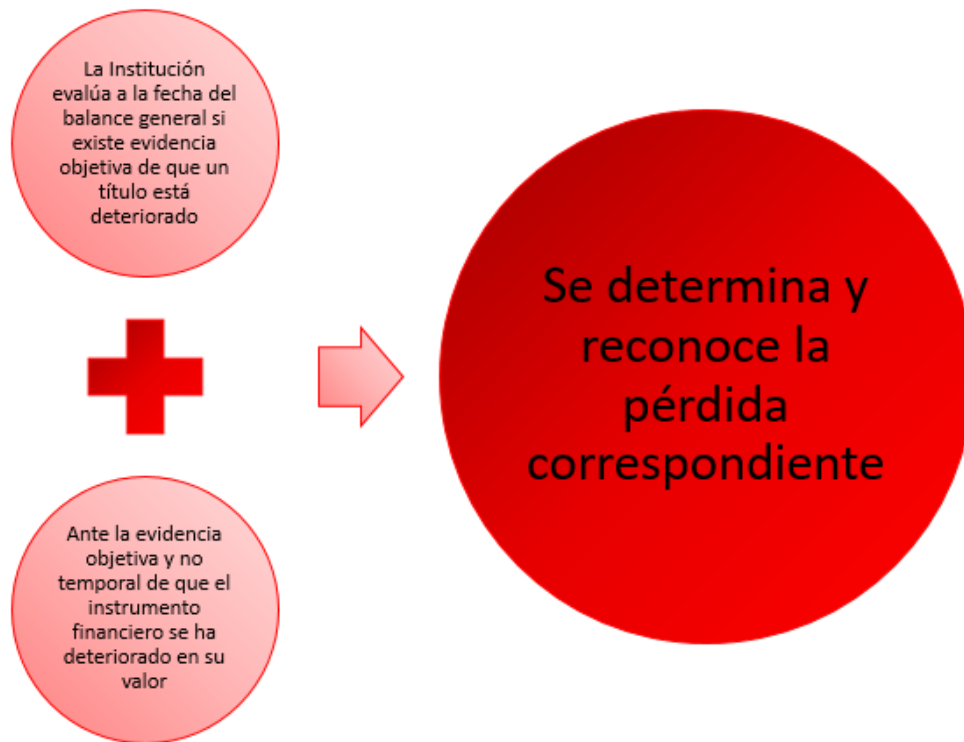 La Institución
evalúa a la fecha del
balance general si
existe evidencia
objetiva de que un
título está
deteriorado
Ante la evidencia
objetiva y no
temporal de que el
instrumento
financiero se ha
deteriorado en su
valor
Se determina y
reconoce la
pérdida
correspondiente